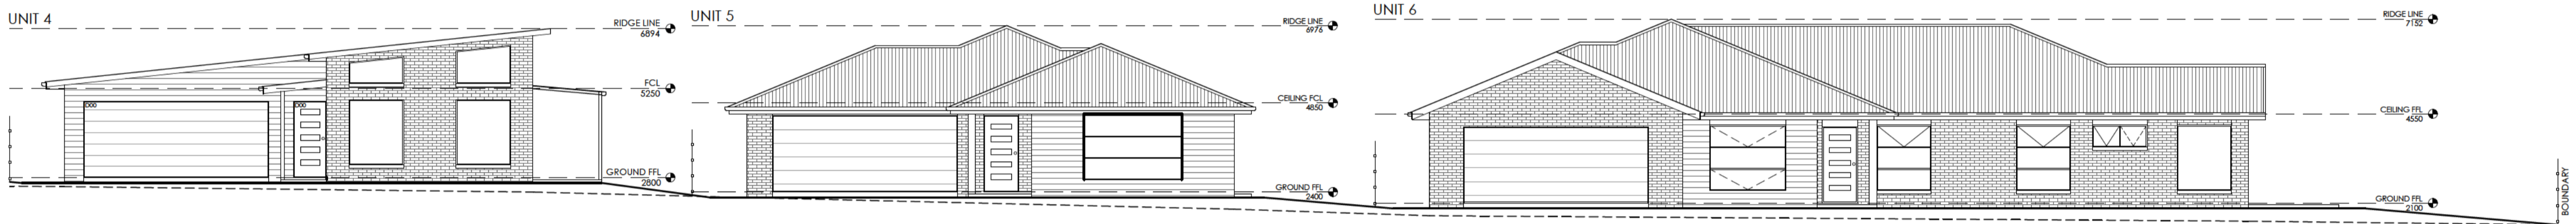 UNIT 4
RIDGE LINE
6894
FCL
5250
GROUND FFL
2800
UNIT 5
RIDGE LINE
6976
CEILING FCL
4850
GROUND FFL
2400
UNIT 6
RIDGE LINE
7152
CEILING FFL
4550
GROUND FFL
2100
BOUNDARY